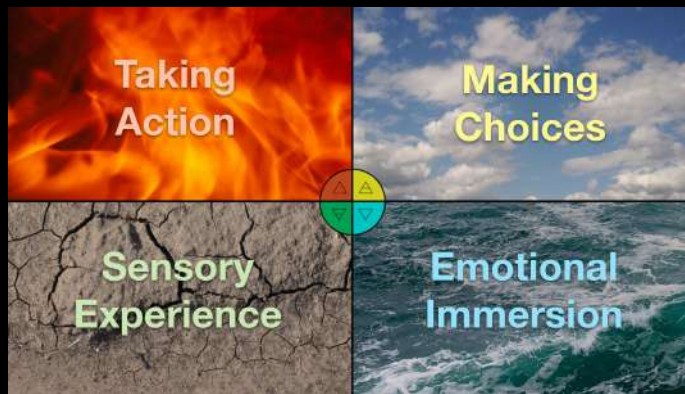 Taking
Action
Making
Choices
Sensory
Experience
Emotional
Immersion